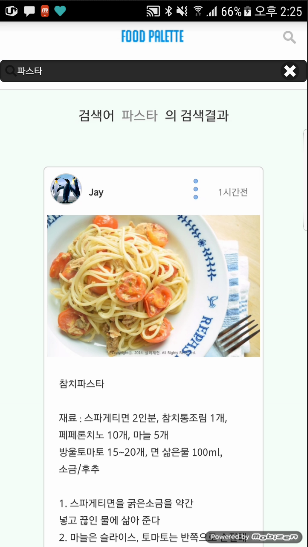 66% 오후 2:25
FOOD PALETTE
파스타
검색어 파스타 의 검색결과
Jay
1시간전
REPAS
참치파스타
재료 : 스파게티면 2인분, 참치통조림 1개,
페페론치노 10개, 마늘 5개
방울토마토 15~20개, 면 삶은물 100ml,
소금/후추
1. 스파게티면을 굵은소금을 약간
넣고 끓인 물에 삶아 준다
2. 마늘은 슬라이스, 토마토는 반쪽으
Powered by Mobizen